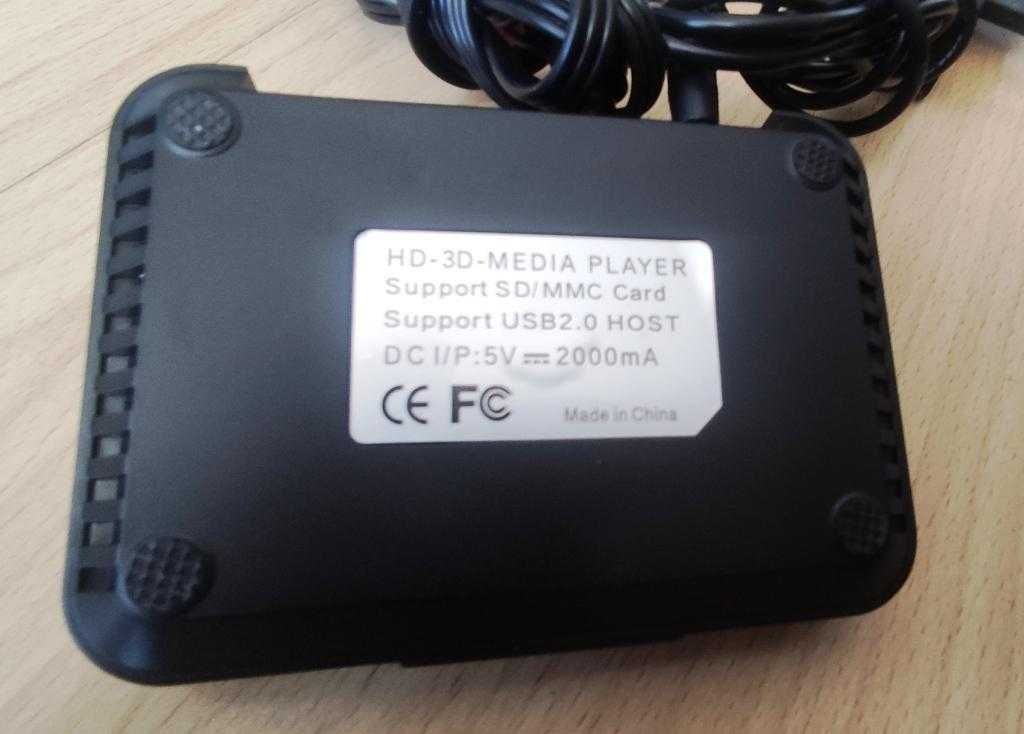 HD-3D-MEDIA PLAYER
Support SD/MMC Card
Support USB2.0 HOST
DC I/P:5V⎓2000mA
CE FC Made in China